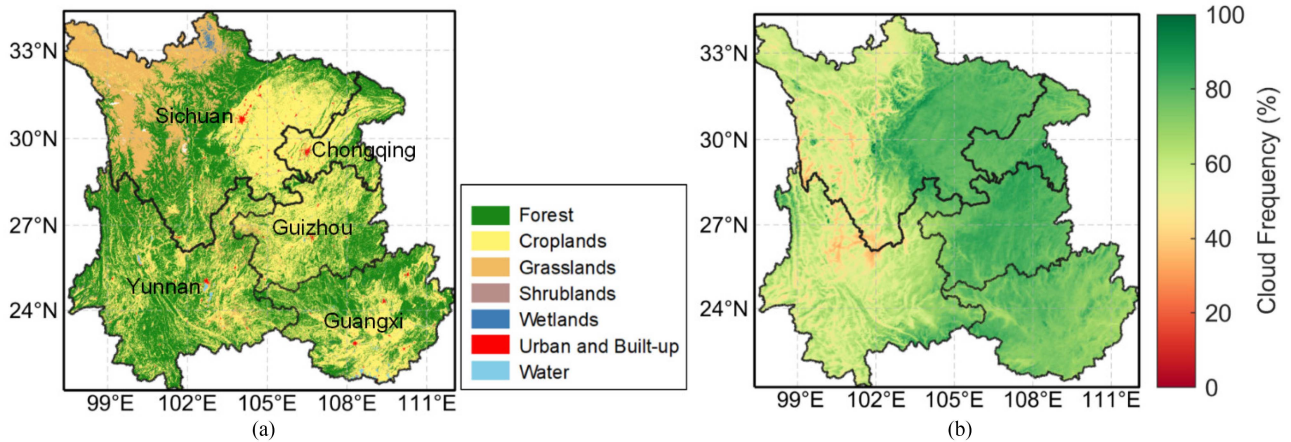 33°N
30°N
27°N
24°N
99°E 102°E 105°E 108°E 111°E
Sichuan
Chongqing
Guizhou
Yunnan
Guangxi
Forest
Croplands
Grasslands
Shrublands
Wetlands
Urban and Built-up
Water
(a)
33°N
30°N
27°N
24°N
99°E 102°E 105°E 108°E 111°E
100
80
60
40
20
0
Cloud Frequency (%)
(b)